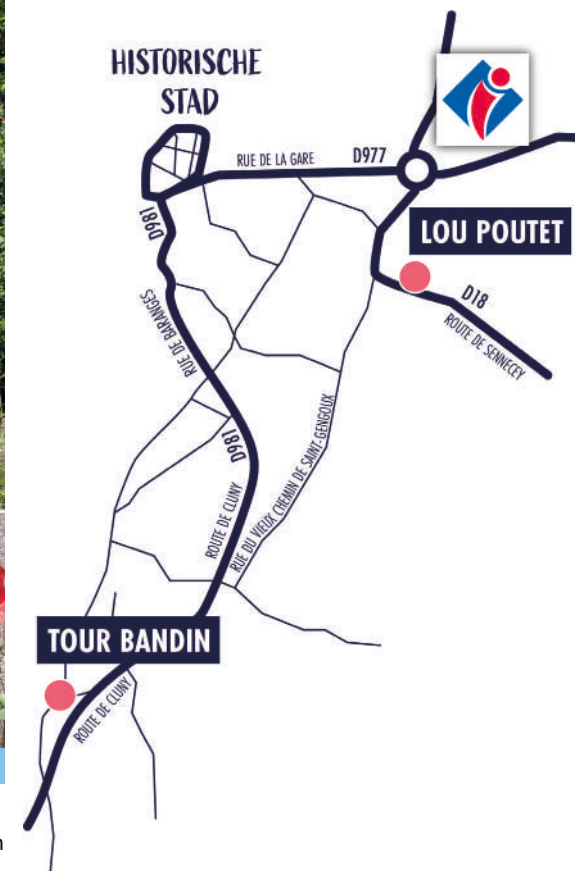 HISTORISCHE
STAD
RUE DE LA GARE
D977
D981
LOU POUTET
D18
ROUTE DE SENNECEY
RUE DE BARANGES
D981
ROUTE DE CLUNY
RUE DU VIEUX CHEMIN DE SAINT-GENGOUX
TOUR BANDIN
ROUTE DE CLUNY
n